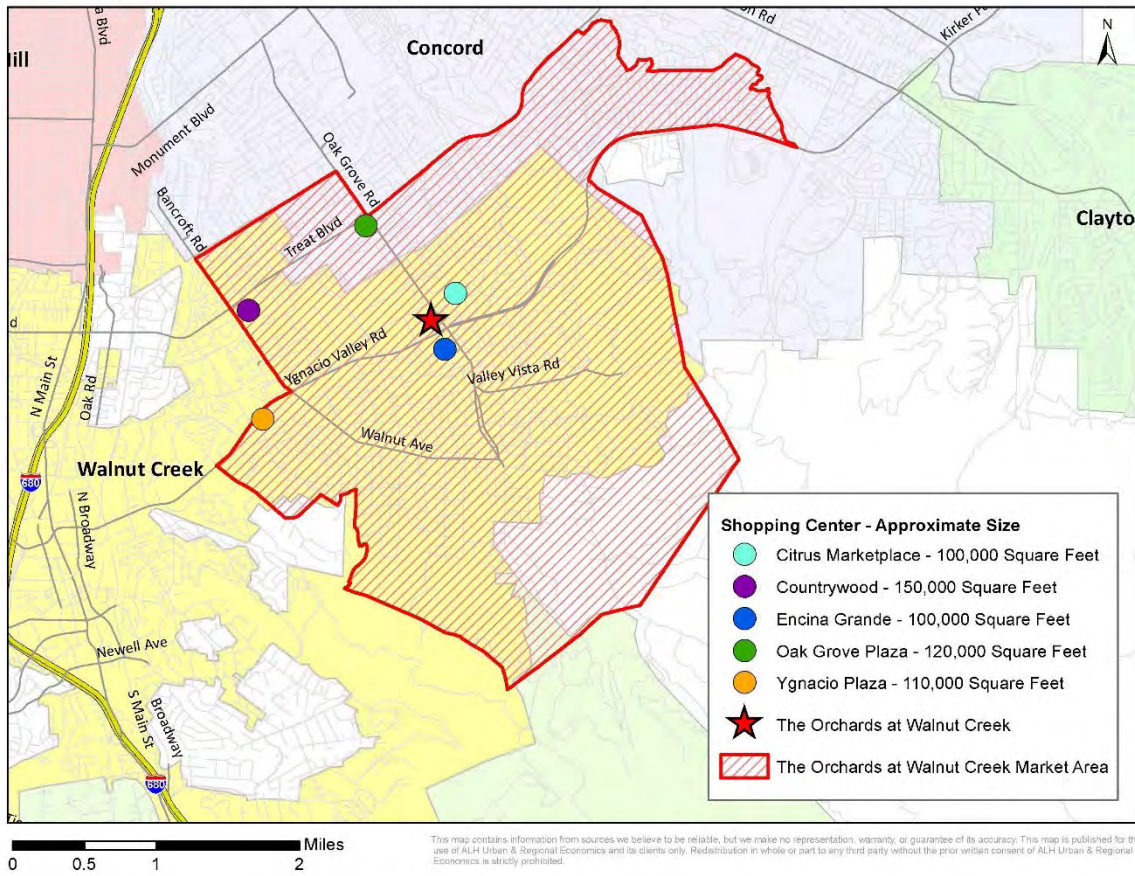 a Blvd
on Rd
Kirker Pa
N
Concord
ill
Monument Blvd
Oak Grove Rd
Bancroft Rd
Treat Blvd
Clayto
d
Ygnacio Valley Rd
Valley Vista Rd
N Main St
Oak Rd
Walnut Ave
Walnut Creek
680
N Broadway
Newell Ave
S Main St
Broadway
680
Shopping Center - Approximate Size
Citrus Marketplace - 100,000 Square Feet
Countrywood - 150,000 Square Feet
Encina Grande - 100,000 Square Feet
Oak Grove Plaza - 120,000 Square Feet
Ygnacio Plaza - 110,000 Square Feet
The Orchards at Walnut Creek
The Orchards at Walnut Creek Market Area
Miles
0 0.5 1 2
This map contains information from sources we believe to be reliable, but we make no representation, warranty, or guarantee of its accuracy. This map is published for th
use of ALH Urban & Regional Economics and its clients only. Redistribution in whole or part to any third party without the prior written consent of ALH Urban & Regional
Economics is strictly prohibited.